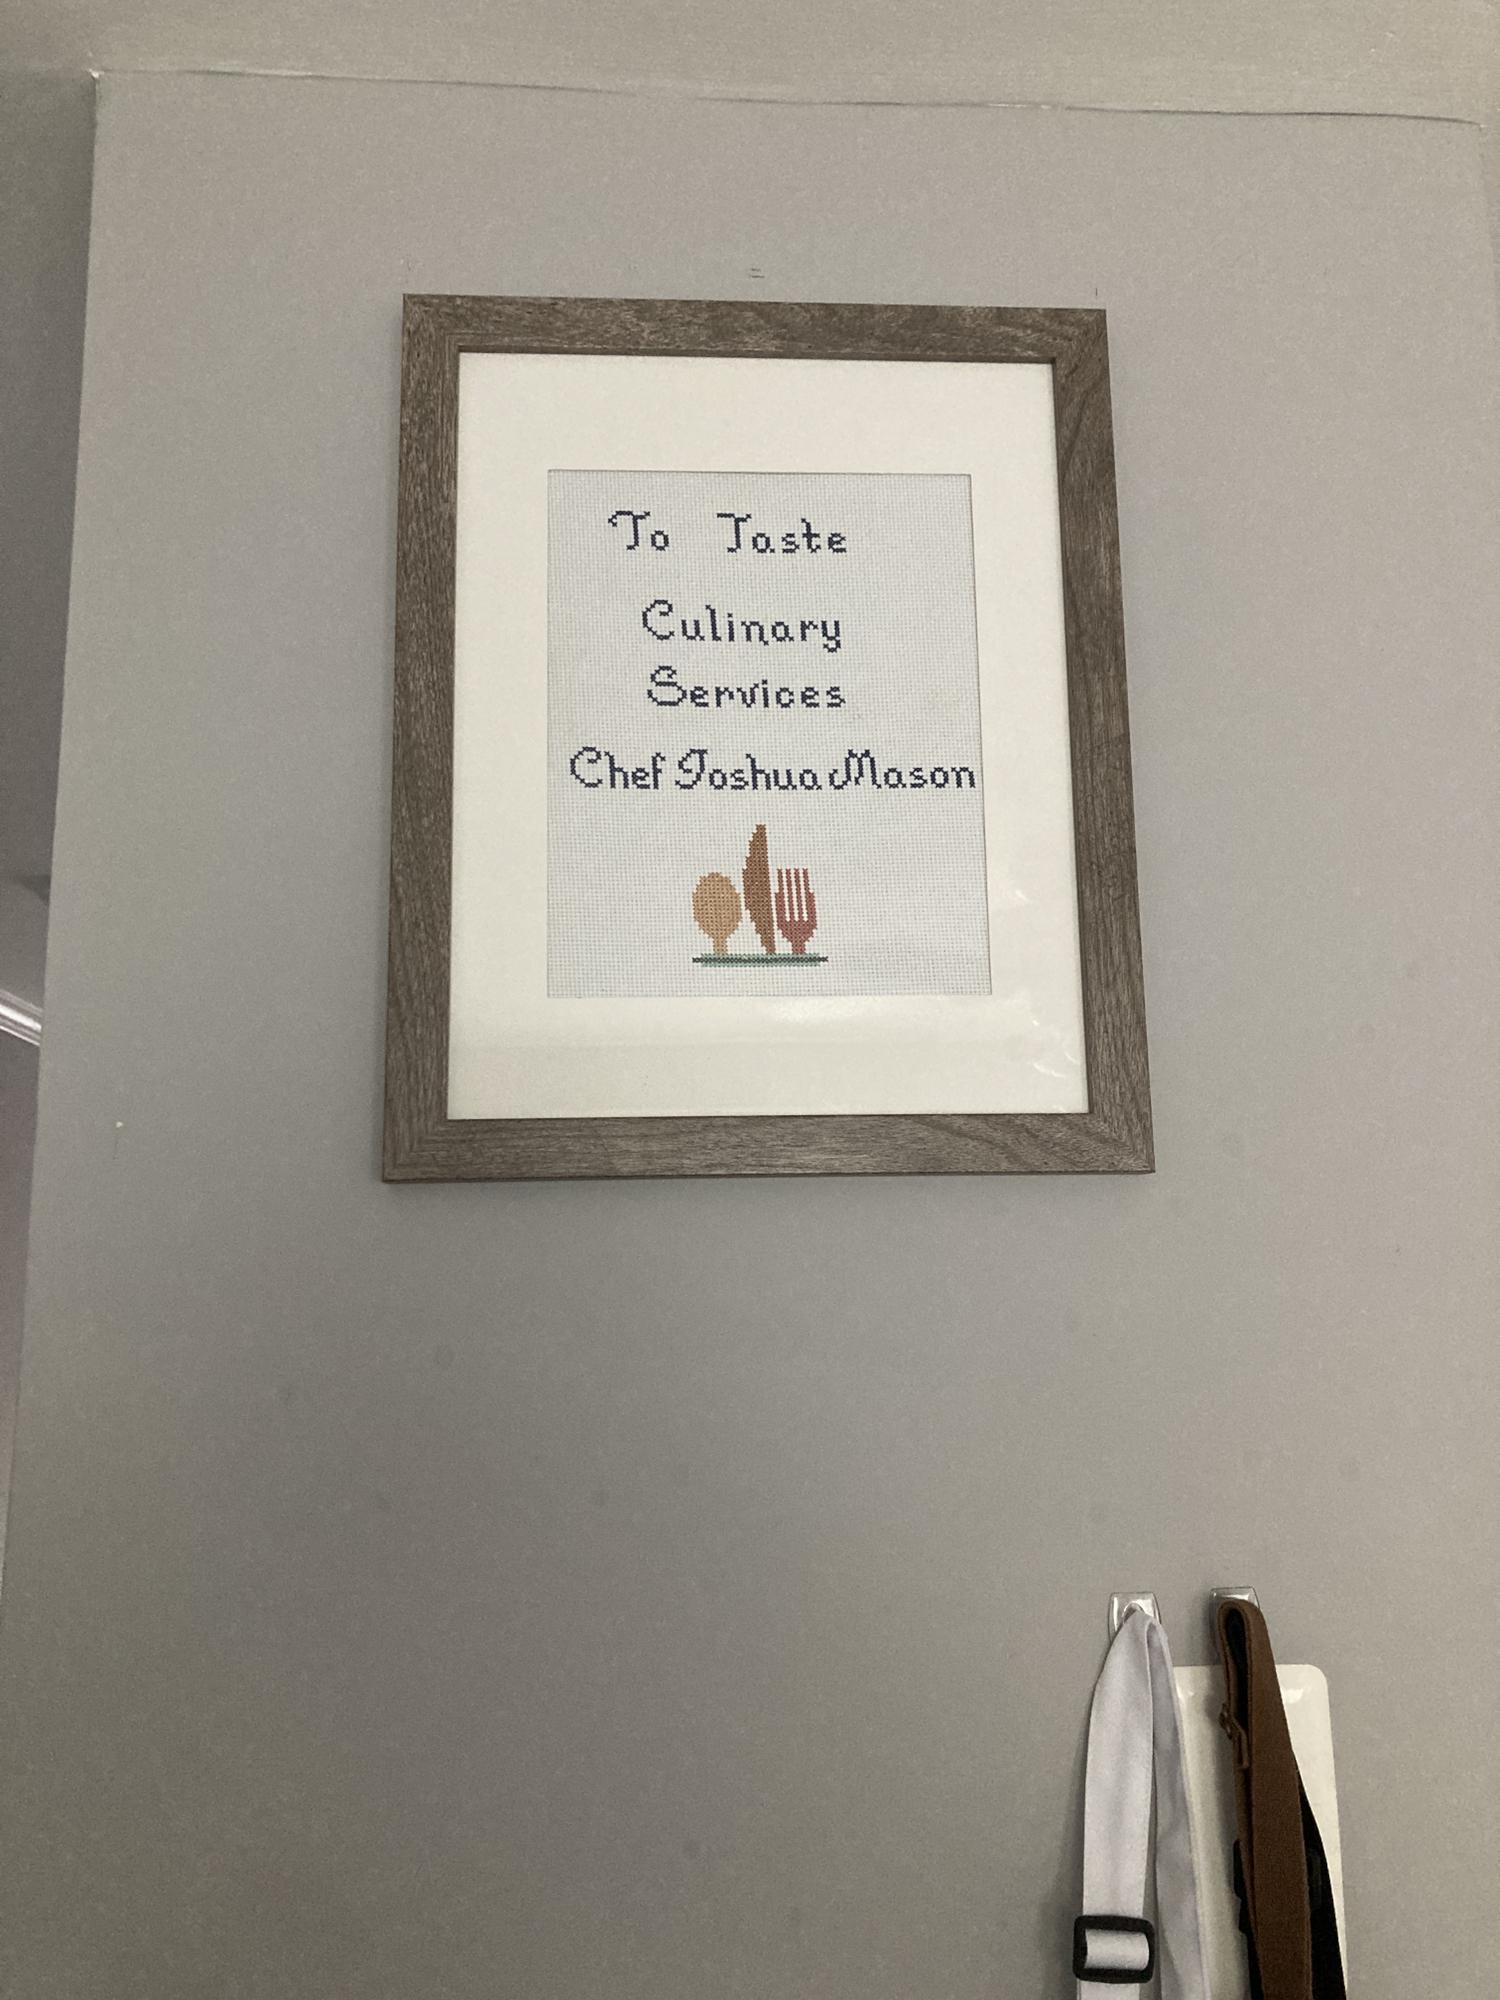 To Taste
Culinary
Services
Chef Joshua Mason